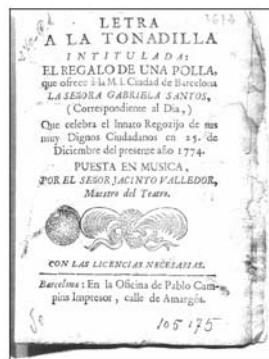 LETRA
A LA TONADILLA
INTITULADA:
EL REGALO DE UNA POLLA,
que ofrece à la M. I. Ciudad de Barcelona
LA SEÑORA GABRIELA SANTOS,
(Correspondiente al Dia,)
Que celebra el Innato Regozijo de sus
muy Dignos Ciudadanos en 25. de
Diciembre del presente año 1774.
PUESTA EN MUSICA,
POR EL SEÑOR JACINTO VALLEDOR,
Maestro del Teatro.
CON LAS LICENCIAS NECESARIAS.
Barcelona: En la Oficina de Pablo Cam-
pins Impresor, calle de Amargós.
105175